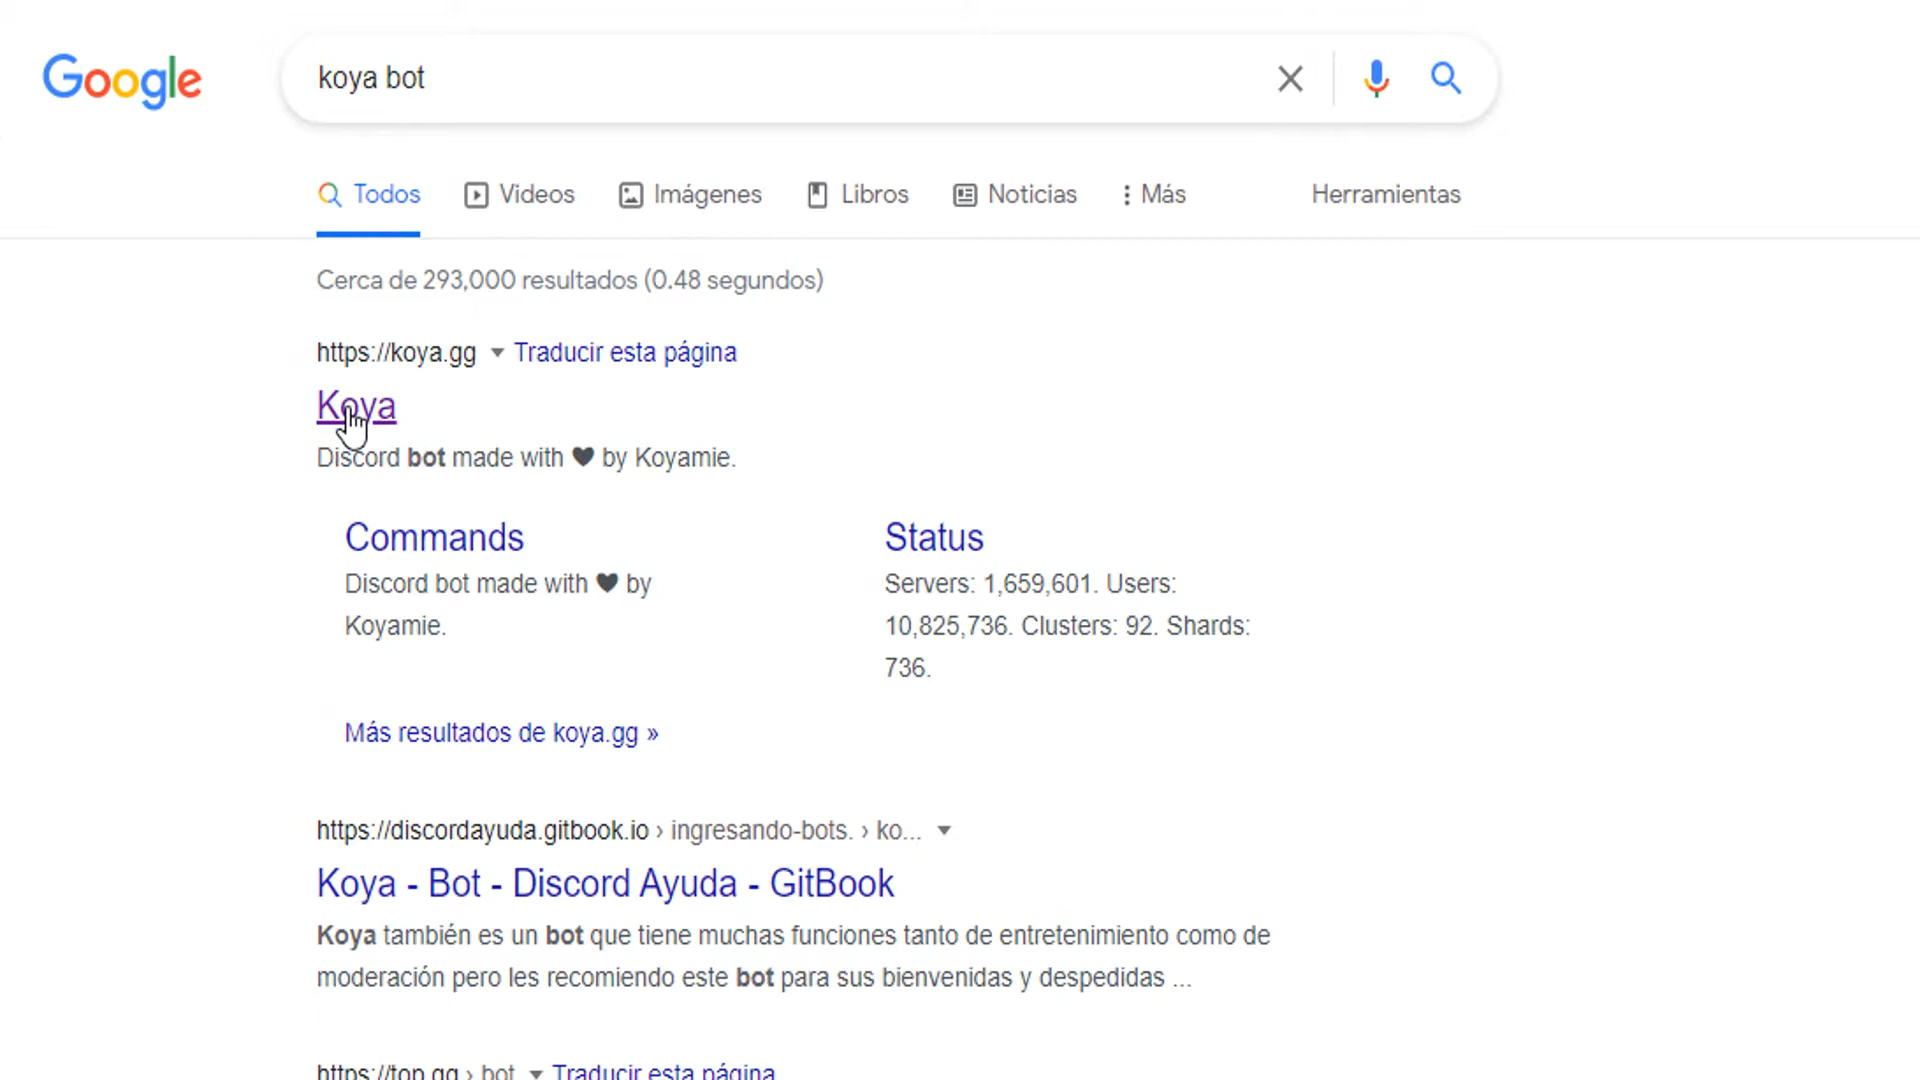 Google
koya bot
Todos Videos Imágenes Libros Noticias Más Herramientas
Cerca de 293,000 resultados (0.48 segundos)
https://koya.gg Traducir esta página
Koya
Discord bot made with ♥ by Koyamie.
Commands
Discord bot made with ♥ by
Koyamie.
Status
Servers: 1,659,601. Users:
10,825,736. Clusters: 92. Shards:
736.
Más resultados de koya.gg »
https://discordayuda.gitbook.io › ingresando-bots. › ko...
Koya - Bot - Discord Ayuda - GitBook
Koya también es un bot que tiene muchas funciones tanto de entretenimiento como de
moderación pero les recomiendo este bot para sus bienvenidas y despedidas ...
https://top.gg › bot Traducir esta página